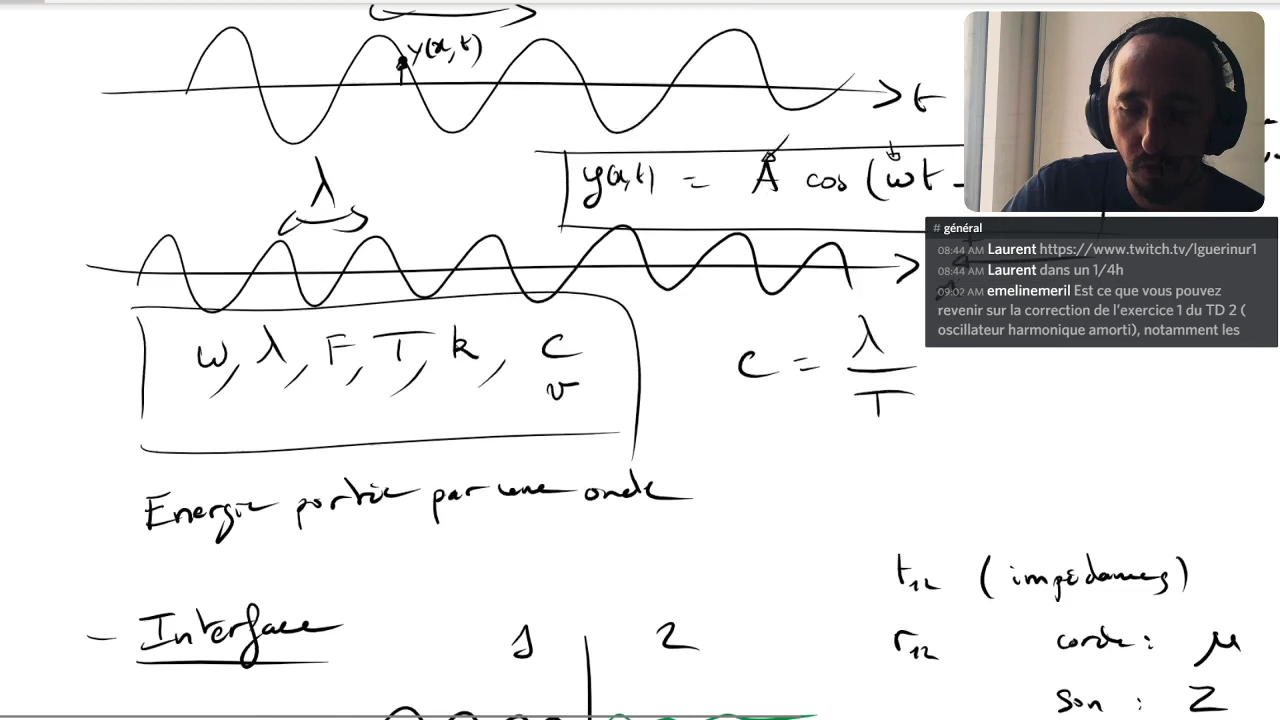 y(x,t)
t
λ
y(x,t) = A cos (ωt -
ω, λ, F, T, k, c
v
c = λ
T
Energie portée par une onde
- Interface
1 2
t12 (impédances)
r12 corde : μ
Son : Z
# général
08:44 AM Laurent https://www.twitch.tv/lguerinur1
08:44 AM Laurent dans un 1/4h
09:02 AM emelinemeril Est ce que vous pouvez
revenir sur la correction de l'exercice 1 du TD 2 (
oscillateur harmonique amorti), notamment les